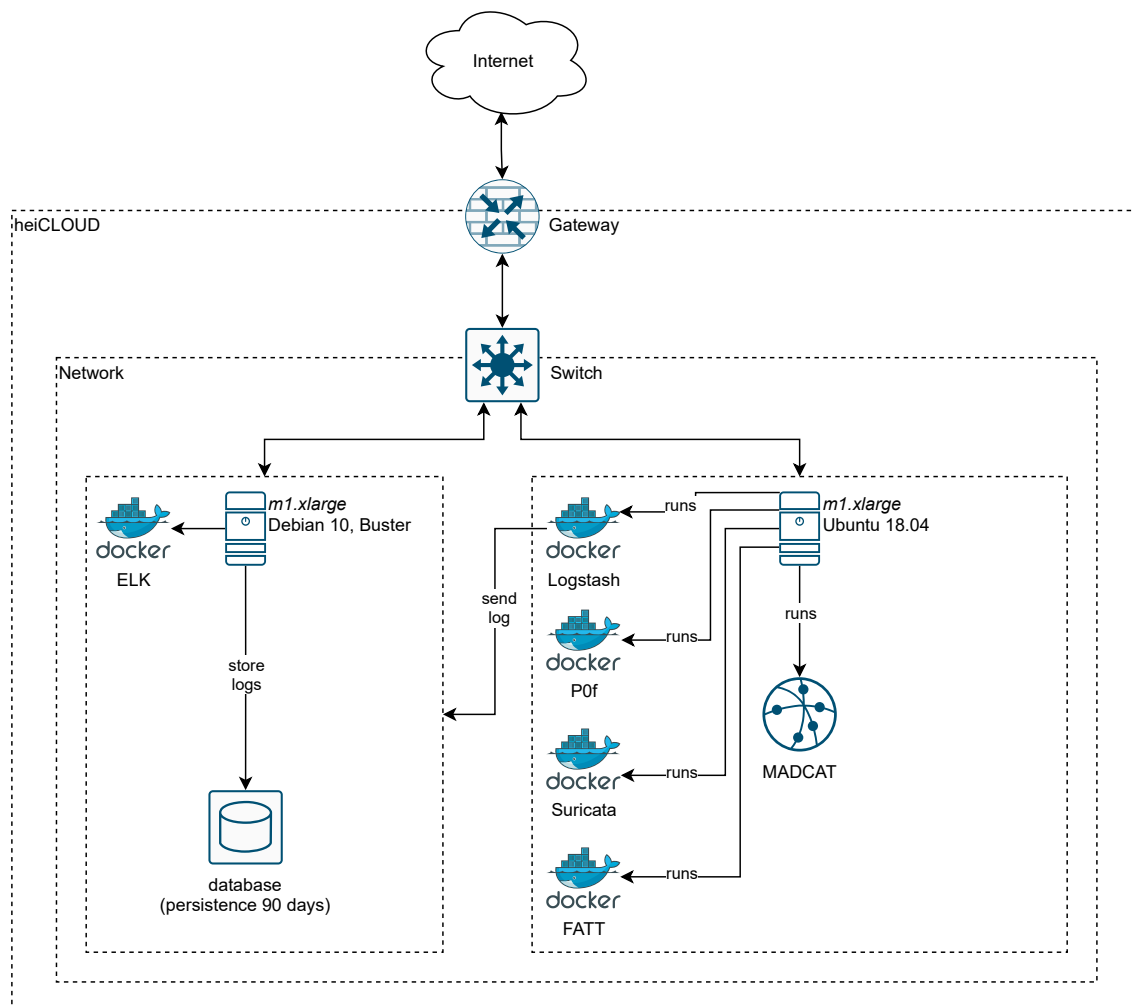 Internet
heiCLOUD
Gateway
Network
Switch
docker
ELK
m1.xlarge
Debian 10, Buster
store
logs
database
(persistence 90 days)
send
log
docker
Logstash
runs
m1.xlarge
Ubuntu 18.04
docker
P0f
runs
runs
MADCAT
docker
Suricata
runs
docker
FATT
runs